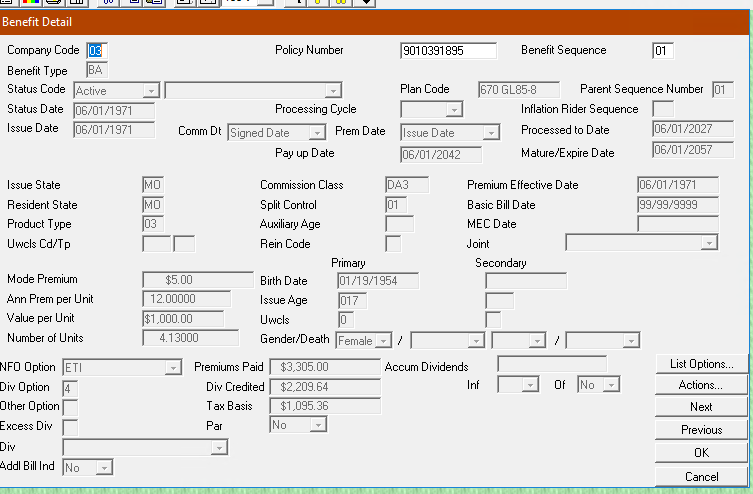 Benefit Detail
Company Code 03 Policy Number 9010391895 Benefit Sequence 01
Benefit Type BA
Status Code Active Plan Code 670 GL85-8 Parent Sequence Number 01
Status Date 06/01/1971 Processing Cycle Inflation Rider Sequence
Issue Date 06/01/1971 Comm Dt Signed Date Prem Date Issue Date Processed to Date 06/01/2027
Pay up Date 06/01/2042 Mature/Expire Date 06/01/2057
Issue State MO Commission Class DA3 Premium Effective Date 06/01/1971
Resident State MO Split Control 01 Basic Bill Date 99/99/9999
Product Type 03 Auxiliary Age MEC Date
Uwcls Cd/Tp Rein Code Joint
Primary Secondary
Mode Premium $5.00 Birth Date 01/19/1954
Ann Prem per Unit 12.00000 Issue Age 017
Value per Unit $1,000.00 Uwcls 0
Number of Units 4.13000 Gender/Death Female / /
NFO Option ETI Premiums Paid $3,305.00 Accum Dividends List Options...
Div Option 4 Div Credited $2,209.64 Inf Of No Actions...
Other Option Tax Basis $1,095.36 Next
Excess Div Par No Previous
Div OK
Addl Bill Ind No Cancel